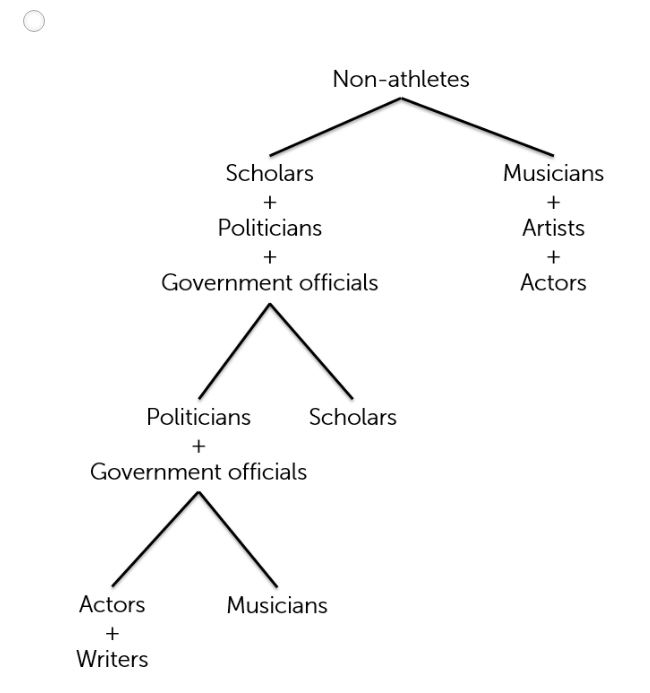 Non-athletes
Scholars
+
Politicians
+
Government officials
Musicians
+
Artists
+
Actors
Politicians
+
Government officials
Scholars
Actors
+
Writers
Musicians